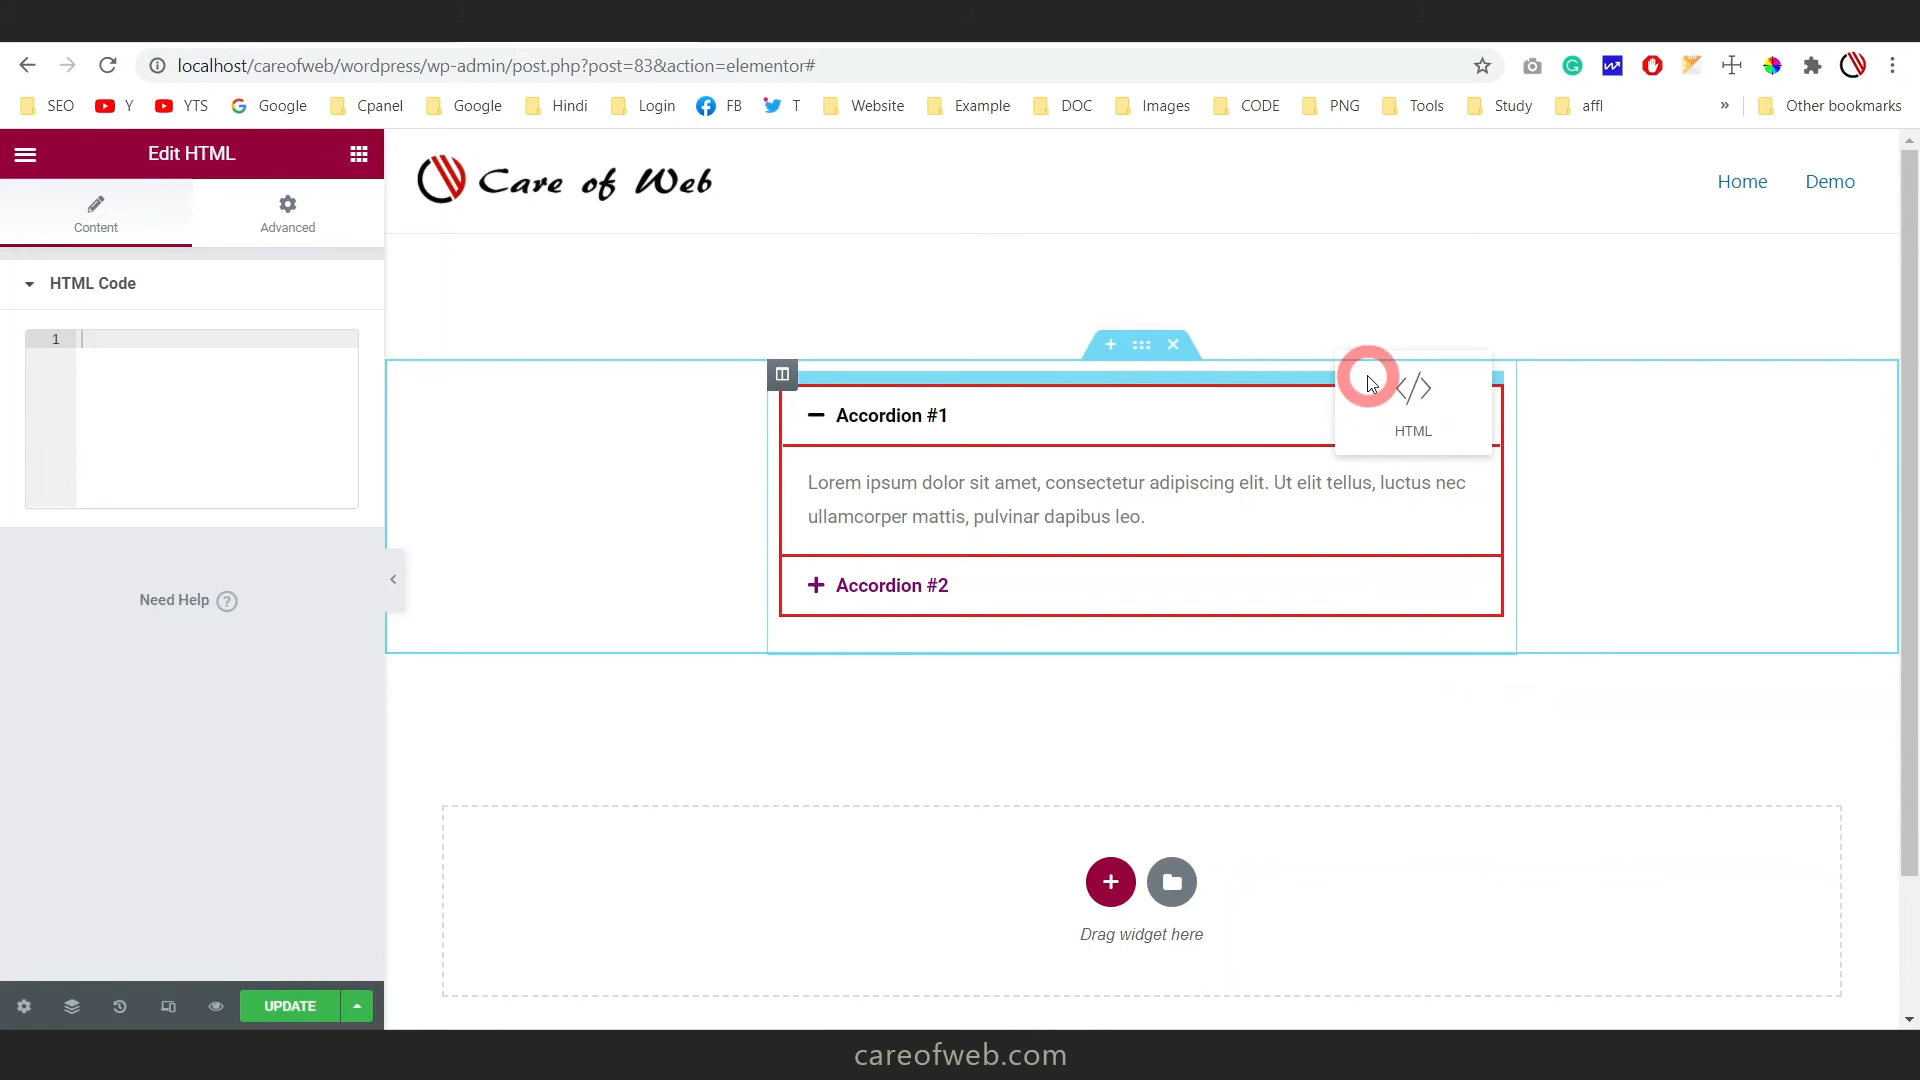 localhost/careofweb/wordpress/wp-admin/post.php?post=83&action=elementor#
SEO Y YTS Google Cpanel Google Hindi Login FB T Website Example DOC Images CODE PNG Tools Study affl » Other bookmarks
Edit HTML
Content
Advanced
HTML Code
1
Need Help ?
UPDATE
Care of Web
Home Demo
Accordion #1
HTML
Lorem ipsum dolor sit amet, consectetur adipiscing elit. Ut elit tellus, luctus nec
ullamcorper mattis, pulvinar dapibus leo.
Accordion #2
Drag widget here
careofweb.com